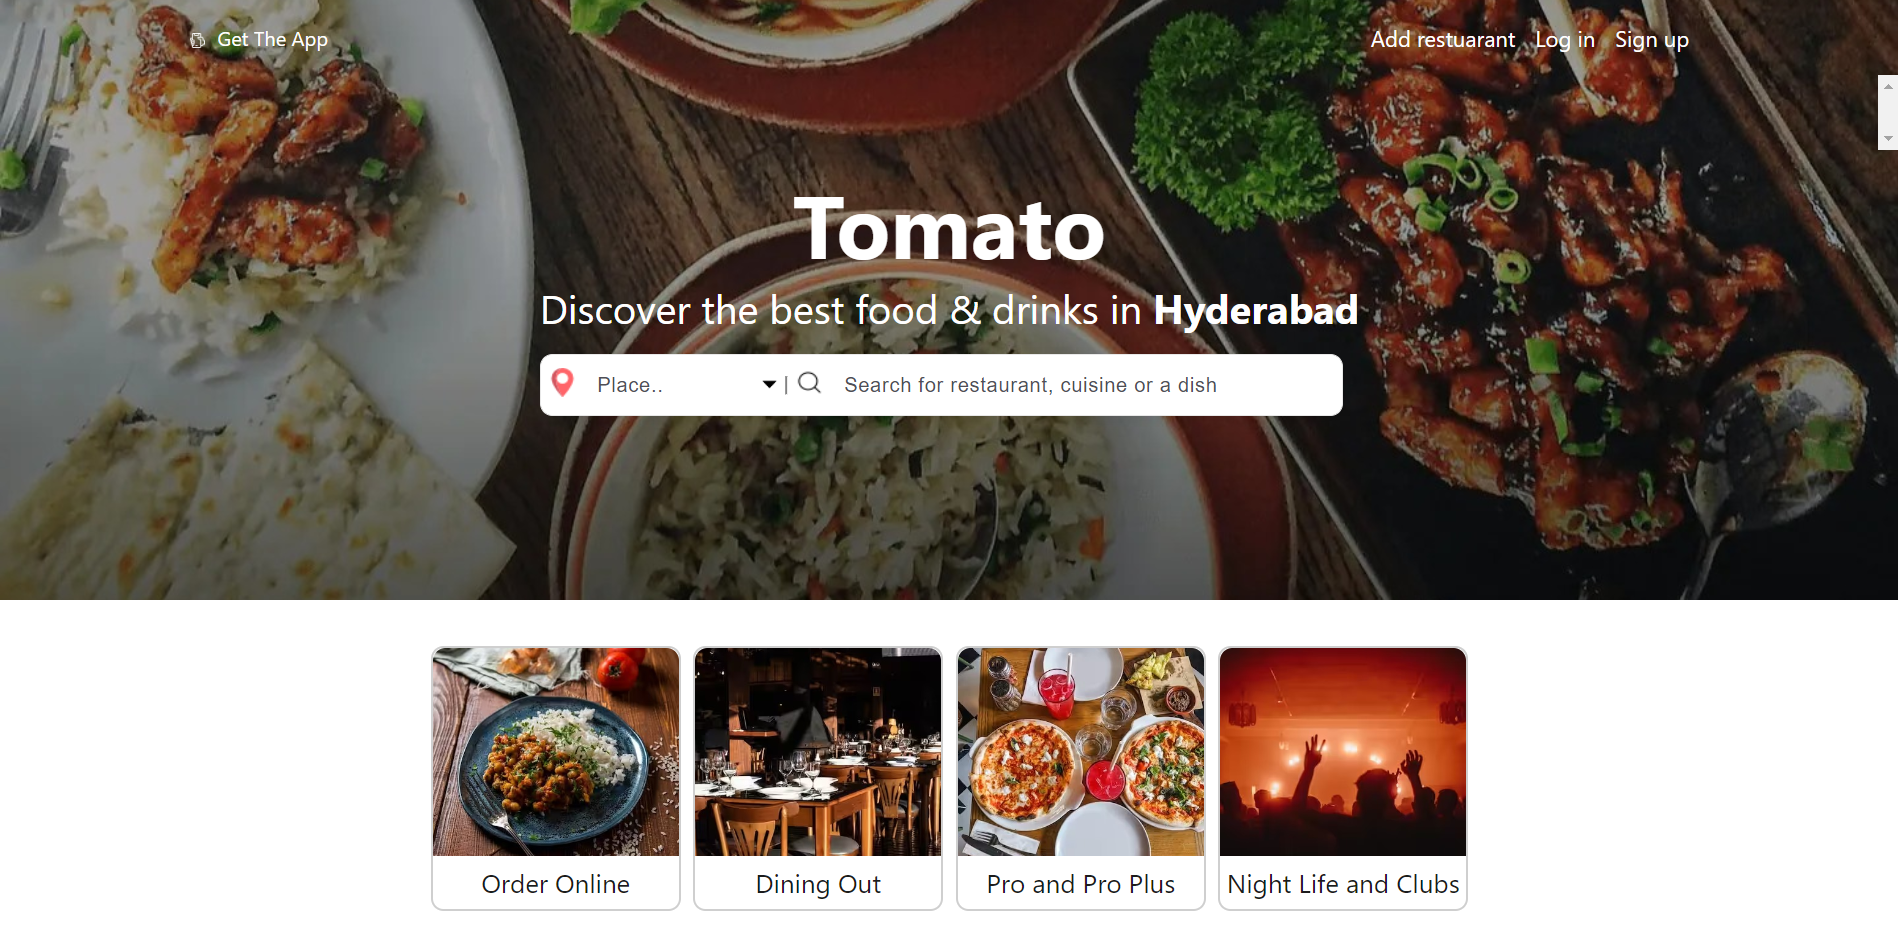 Get The App
Add restuarant Log in Sign up
Tomato
Discover the best food & drinks in Hyderabad
Place.. | Search for restaurant, cuisine or a dish
Order Online
Dining Out
Pro and Pro Plus
Night Life and Clubs